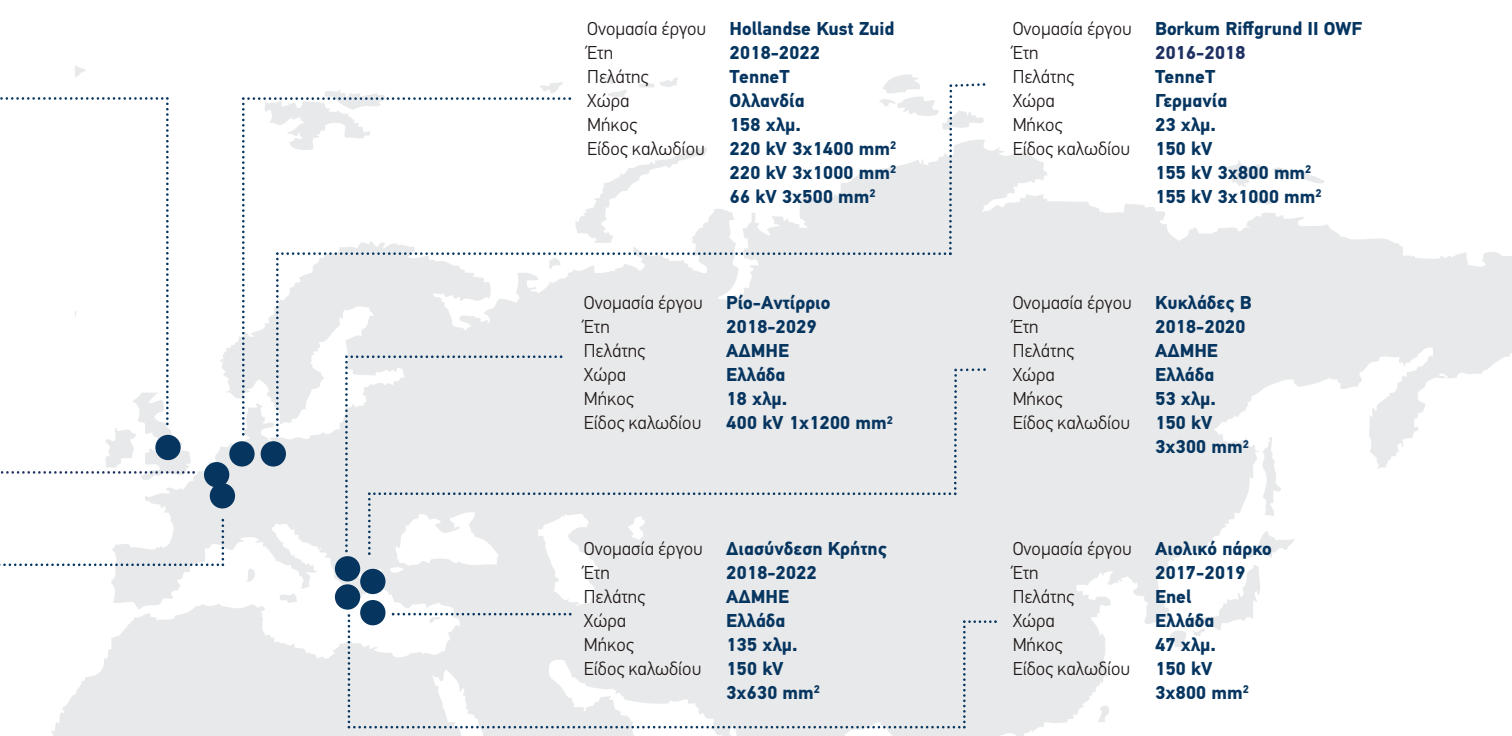 Ονομασία έργου Hollandse Kust Zuid
Έτη 2018-2022
Πελάτης TenneT
Χώρα Ολλανδία
Μήκος 158 χλμ.
Είδος καλωδίου 220 kV 3x1400 mm²
220 kV 3x1000 mm²
66 kV 3x500 mm²
Ονομασία έργου Borkum Riffgrund II OWF
Έτη 2016-2018
Πελάτης TenneT
Χώρα Γερμανία
Μήκος 23 χλμ.
Είδος καλωδίου 150 kV
155 kV 3x800 mm²
155 kV 3x1000 mm²
Ονομασία έργου Ρίο-Αντίρριο
Έτη 2018-2029
Πελάτης ΑΔΜΗΕ
Χώρα Ελλάδα
Μήκος 18 χλμ.
Είδος καλωδίου 400 kV 1x1200 mm²
Ονομασία έργου Κυκλάδες Β
Έτη 2018-2020
Πελάτης ΑΔΜΗΕ
Χώρα Ελλάδα
Μήκος 53 χλμ.
Είδος καλωδίου 150 kV
3x300 mm²
Ονομασία έργου Διασύνδεση Κρήτης
Έτη 2018-2022
Πελάτης ΑΔΜΗΕ
Χώρα Ελλάδα
Μήκος 135 χλμ.
Είδος καλωδίου 150 kV
3x630 mm²
Ονομασία έργου Αιολικό πάρκο
Έτη 2017-2019
Πελάτης Enel
Χώρα Ελλάδα
Μήκος 47 χλμ.
Είδος καλωδίου 150 kV
3x800 mm²